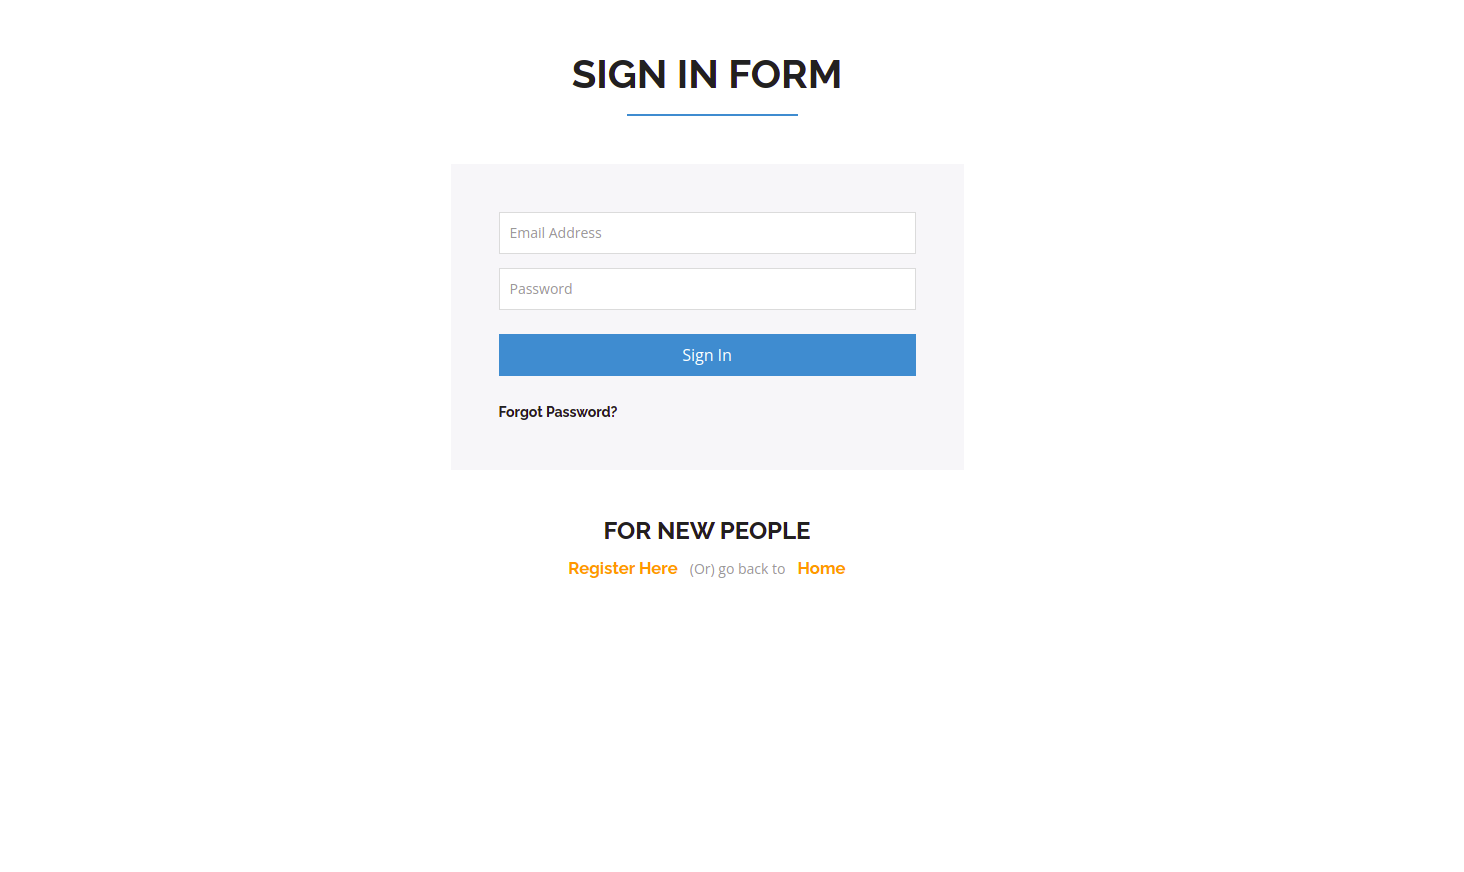 SIGN IN FORM
Email Address
Password
Sign In
Forgot Password?
FOR NEW PEOPLE
Register Here (Or) go back to Home